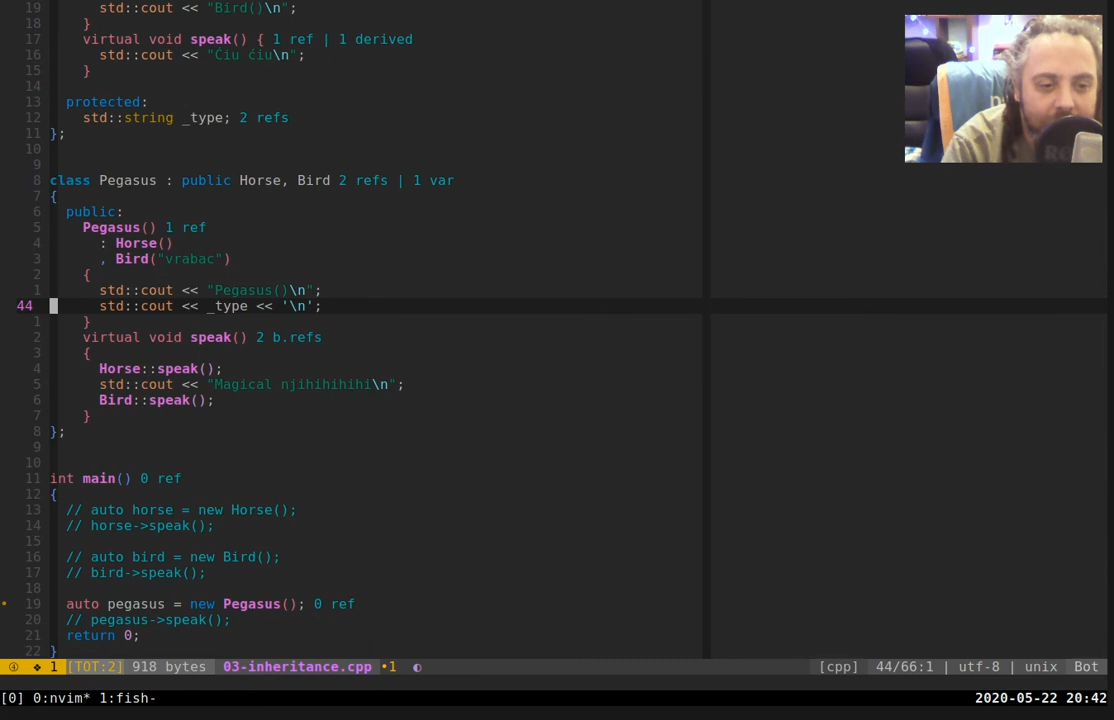 19 std::cout << "Bird()\n";
18 }
17 virtual void speak() { 1 ref | 1 derived
16 std::cout << "Ćiu ćiu\n";
15 }
14
13 protected:
12 std::string _type; 2 refs
11 };
10
9
8 class Pegasus : public Horse, Bird 2 refs | 1 var
7 {
6 public:
5 Pegasus() 1 ref
4 : Horse()
3 , Bird("vrabac")
2 {
1 std::cout << "Pegasus()\n";
44 std::cout << _type << '\n';
1 }
2 virtual void speak() 2 b.refs
3 {
4 Horse::speak();
5 std::cout << "Magical njihihihihi\n";
6 Bird::speak();
7 }
8 };
9
10
11 int main() 0 ref
12 {
13 // auto horse = new Horse();
14 // horse->speak();
15
16 // auto bird = new Bird();
17 // bird->speak();
18
• 19 auto pegasus = new Pegasus(); 0 ref
20 // pegasus->speak();
21 return 0;
22 }
④ ❖ 1 [TOT:2] 918 bytes 03-inheritance.cpp •1 ◐ [cpp] 44/66:1 | utf-8 | unix Bot
[0] 0:nvim* 1:fish- 2020-05-22 20:42